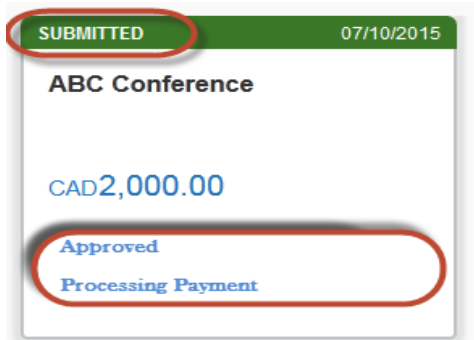 SUBMITTED 07/10/2015
ABC Conference
CAD2,000.00
Approved
Processing Payment